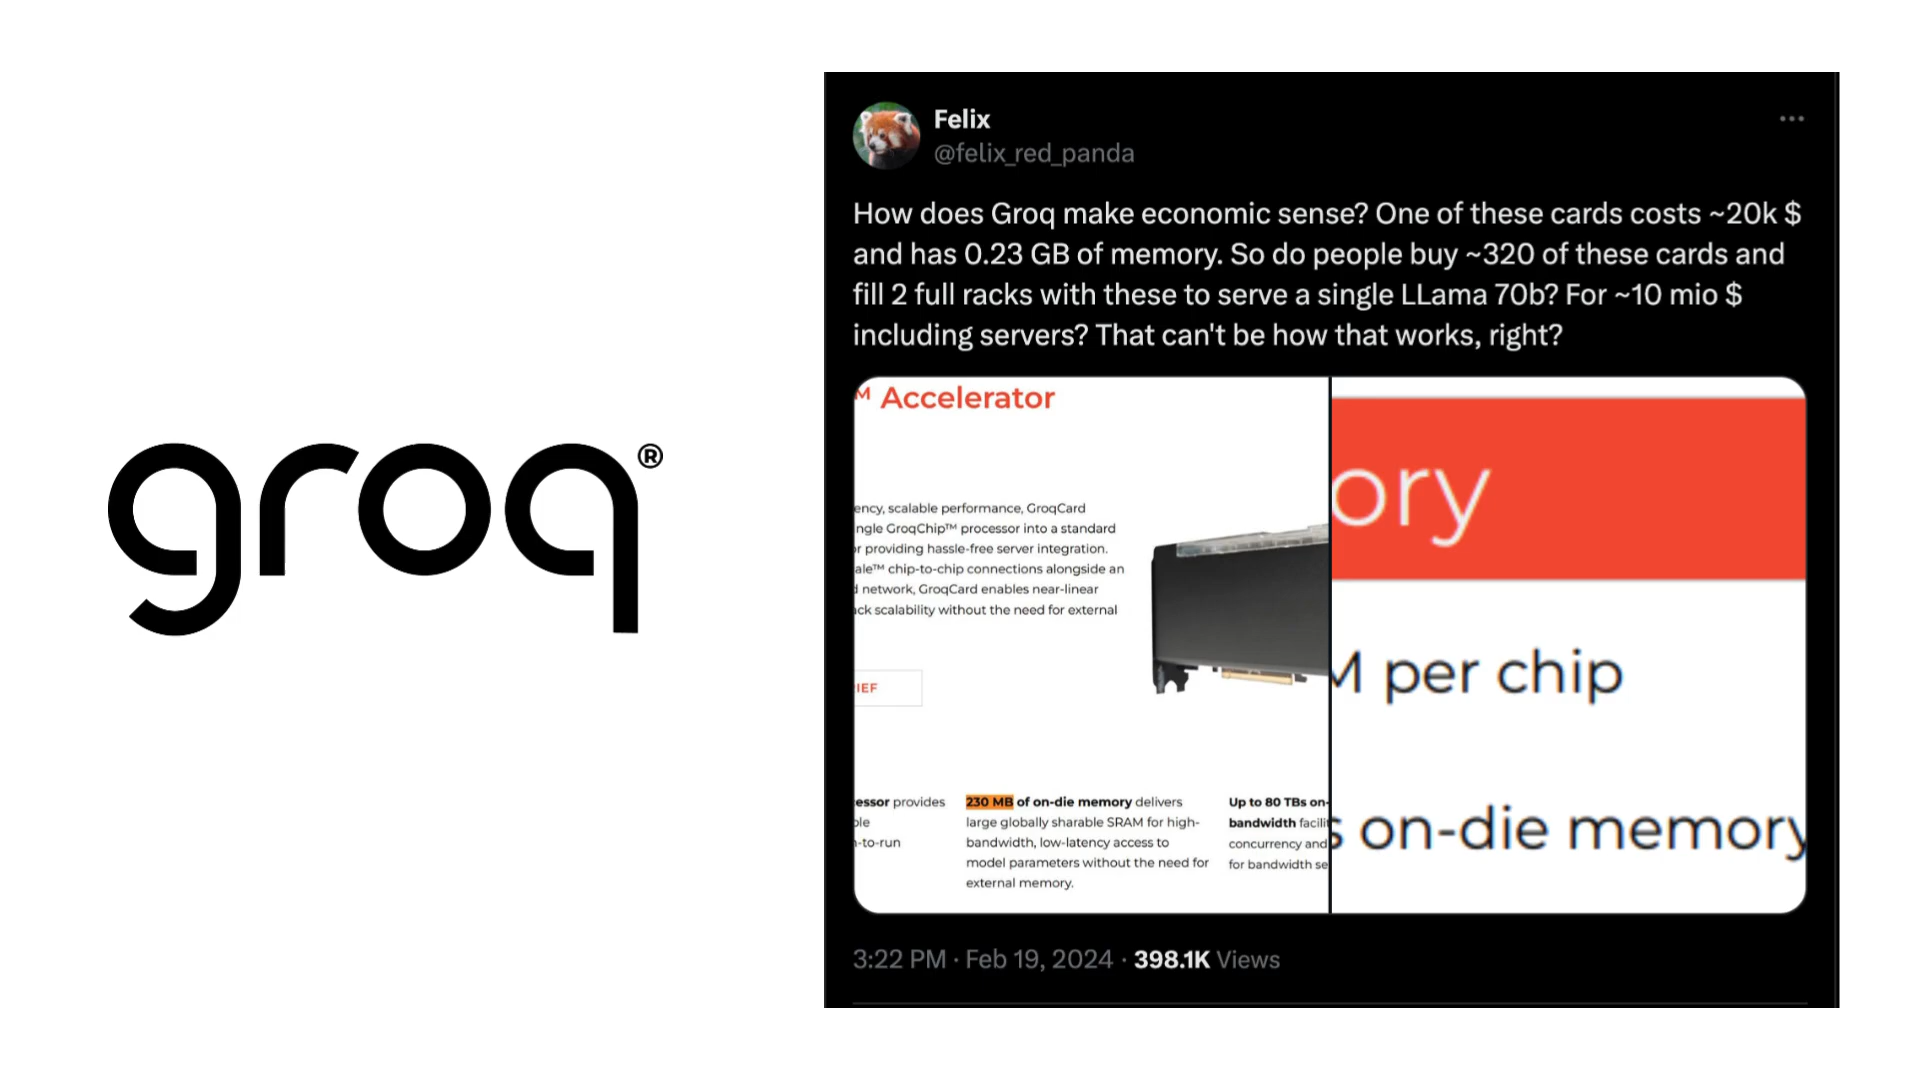 groq®
Felix
@felix_red_panda
How does Groq make economic sense? One of these cards costs ~20k $
and has 0.23 GB of memory. So do people buy ~320 of these cards and
fill 2 full racks with these to serve a single LLama 70b? For ~10 mio $
including servers? That can't be how that works, right?
M Accelerator
ency, scalable performance, GroqCard
ngle GroqChip™ processor into a standard
r providing hassle-free server integration.
ale™ chip-to-chip connections alongside an
d network, GroqCard enables near-linear
ack scalability without the need for external
IEF
essor provides
ble
n-to-run
230 MB of on-die memory delivers
large globally sharable SRAM for high-
bandwidth, low-latency access to
model parameters without the need for
external memory.
Up to 80 TBs on-
bandwidth facilit
concurrency and
for bandwidth se
ory
M per chip
s on-die memory
3:22 PM · Feb 19, 2024 · 398.1K Views